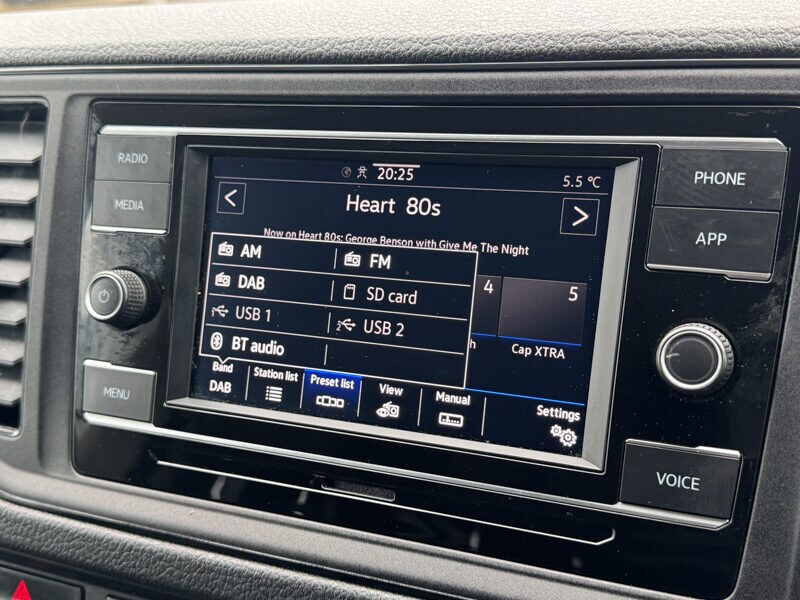 RADIO
MEDIA
MENU
PHONE
APP
VOICE
20:25
5.5 °C
<
Heart 80s
>
Now on Heart 80s: George Benson with Give Me The Night
AM
FM
DAB
SD card
1 USB 1
2 USB 2
BT audio
4
5
h
Cap XTRA
Band
DAB
Station list
Preset list
View
Manual
Settings